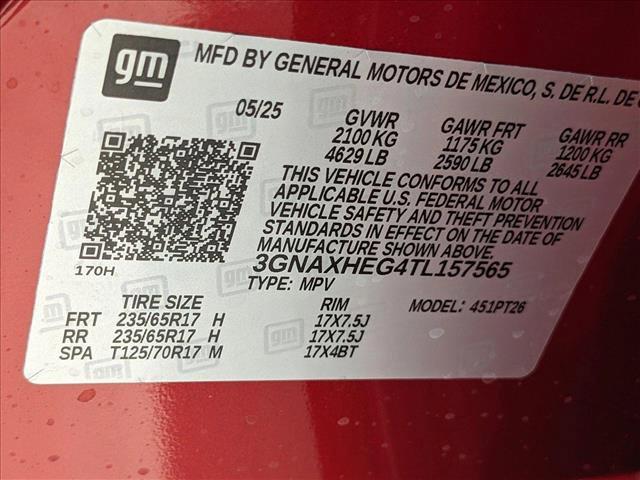 gm
MFD BY GENERAL MOTORS DE MEXICO, S. DE R.L. DE
05/25
GVWR GAWR FRT GAWR RR
2100 KG 1175 KG 1200 KG
4629 LB 2590 LB 2645 LB
THIS VEHICLE CONFORMS TO ALL
APPLICABLE U.S. FEDERAL MOTOR
VEHICLE SAFETY AND THEFT PREVENTION
STANDARDS IN EFFECT ON THE DATE OF
MANUFACTURE SHOWN ABOVE.
170H
3GNAXHEG4TL157565
TYPE: MPV MODEL: 451PT26
TIRE SIZE RIM
FRT 235/65R17 H 17X7.5J
RR 235/65R17 H 17X7.5J
SPA T125/70R17 M 17X4BT